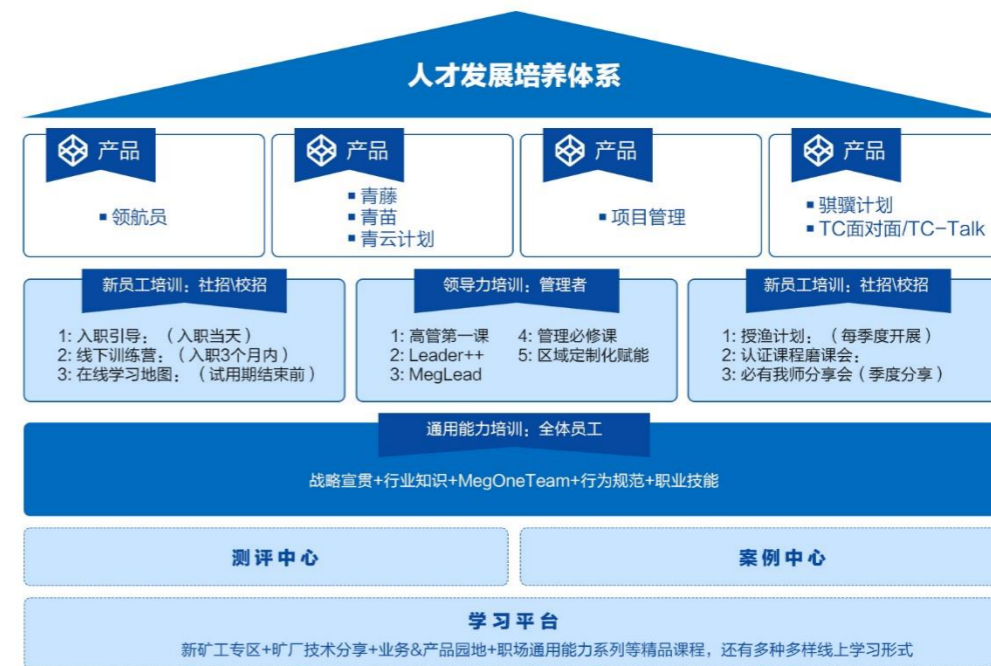 人才发展培养体系
产品
▪ 领航员
产品
▪ 青藤
▪ 青苗
▪ 青云计划
产品
▪ 项目管理
产品
▪ 骐骥计划
▪ TC面对面/TC-Talk
新员工培训：社招\校招
1: 入职引导：（入职当天）
2: 线下训练营：（入职3个月内）
3: 在线学习地图：（试用期结束前）
领导力培训：管理者
1: 高管第一课
2: Leader++
3: MegLead
4: 管理必修课
5: 区域定制化赋能
新员工培训：社招\校招
1: 授渔计划：（每季度开展）
2: 认证课程磨课会；
3: 必有我师分享会（季度分享）
通用能力培训：全体员工
战略宣贯+行业知识+MegOneTeam+行为规范+职业技能
测评中心
案例中心
学习平台
新矿工专区+旷厂技术分享+业务&产品园地+职场通用能力系列等精品课程，还有多种多样线上学习形式